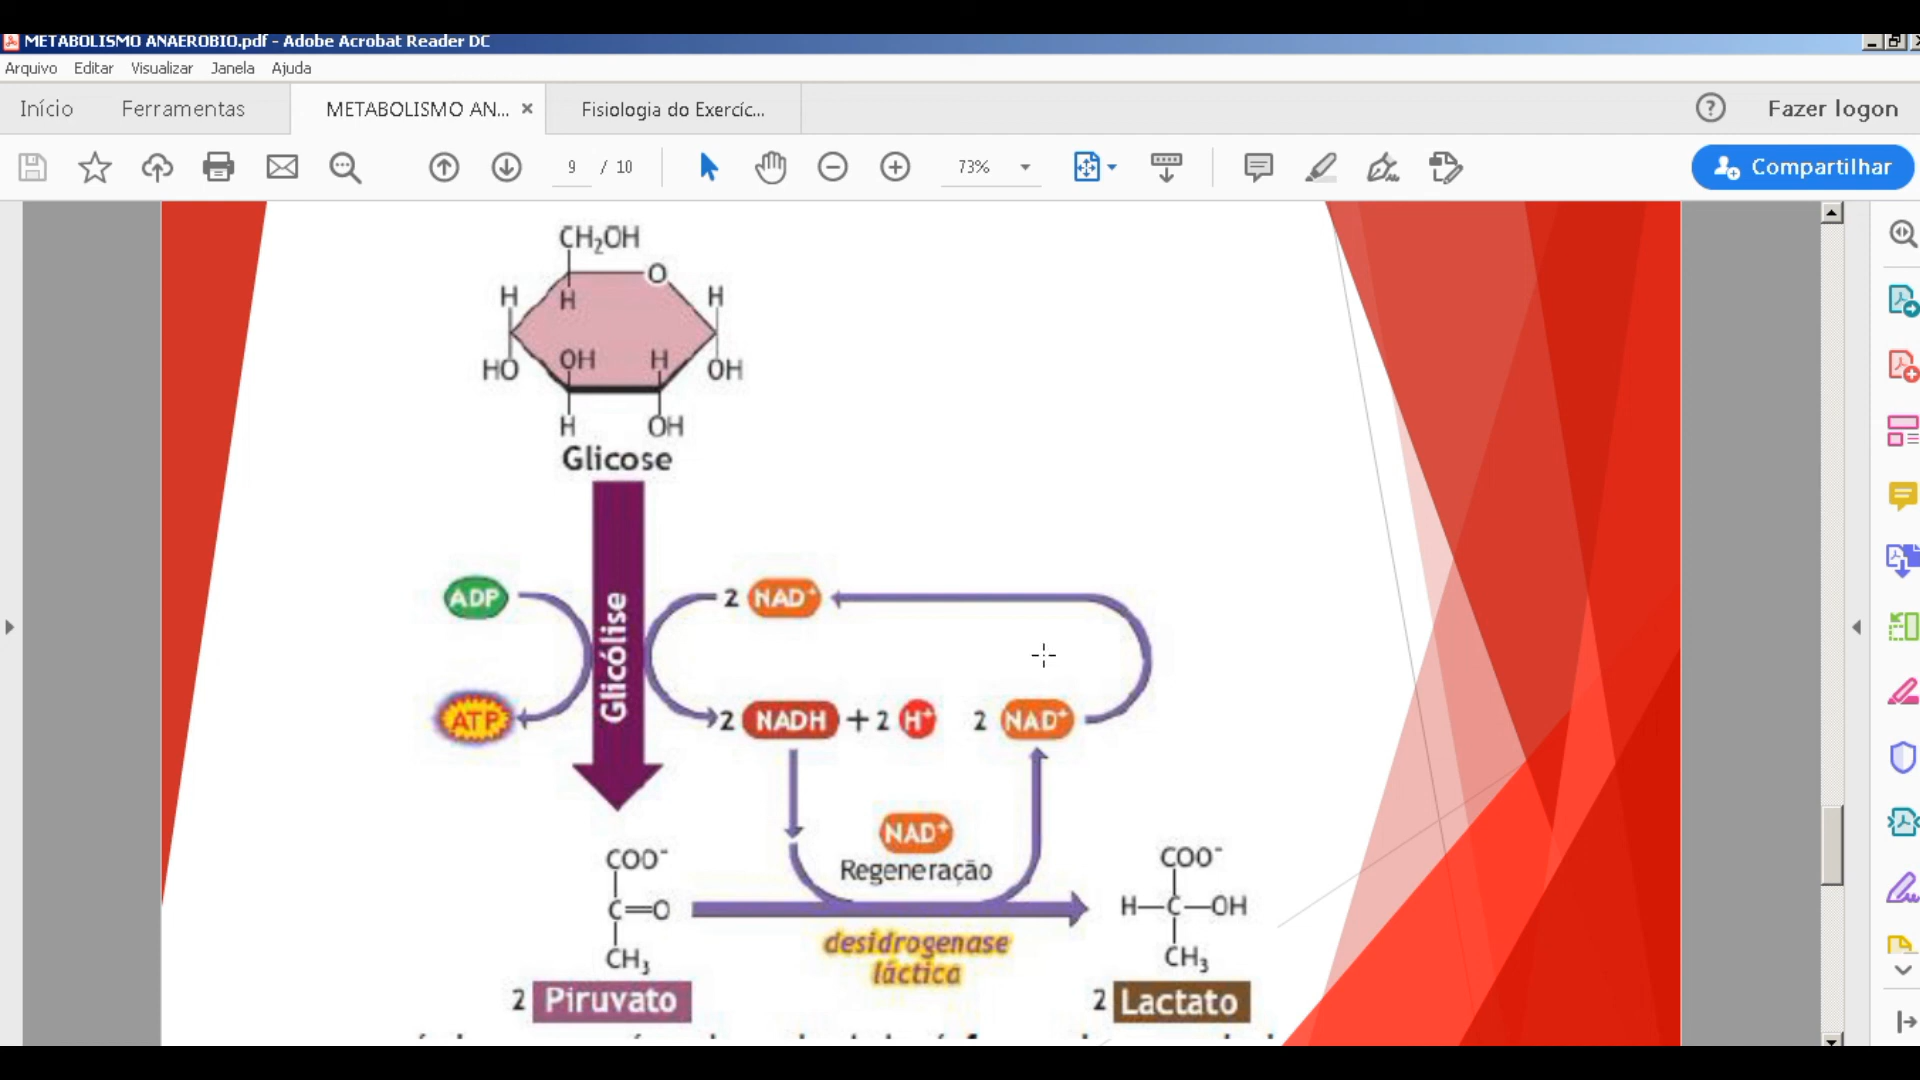 METABOLISMO ANAEROBIO.pdf - Adobe Acrobat Reader DC
Arquivo Editar Visualizar Janela Ajuda
Início Ferramentas METABOLISMO AN... × Fisiologia do Exercíc... ? Fazer logon
9 / 10 73% Compartilhar
CH₂OH
O
H H H
HO OH H OH
H OH
Glicose
ADP 2 NAD⁺
Glicólise
ATP 2 NADH + 2 H⁺ 2 NAD⁺
NAD⁺
Regeneração
COO⁻ COO⁻
C=O H—C—OH
desidrogenase
láctica
CH₃ CH₃
2 Piruvato 2 Lactato